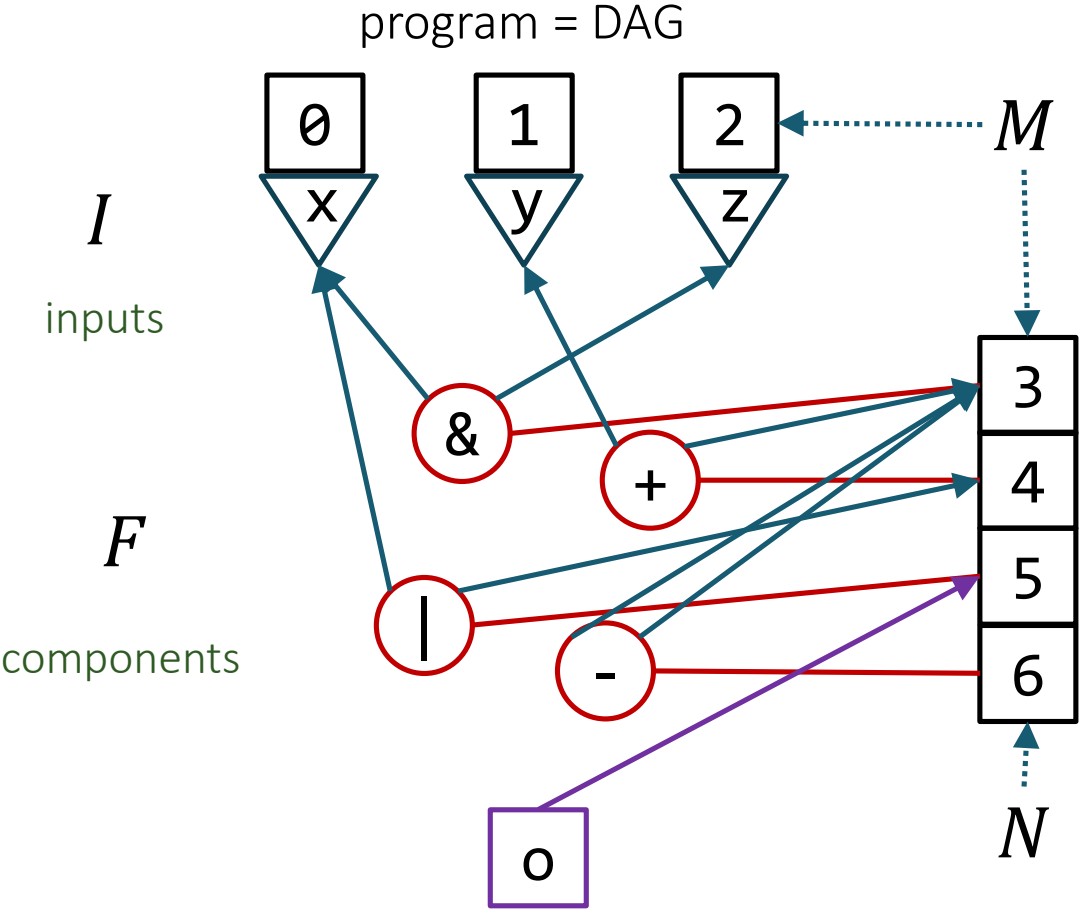 program = DAG
0 1 2 M
x y z
I
inputs
3
&
+ 4
F
5
|
components
- 6
N
o